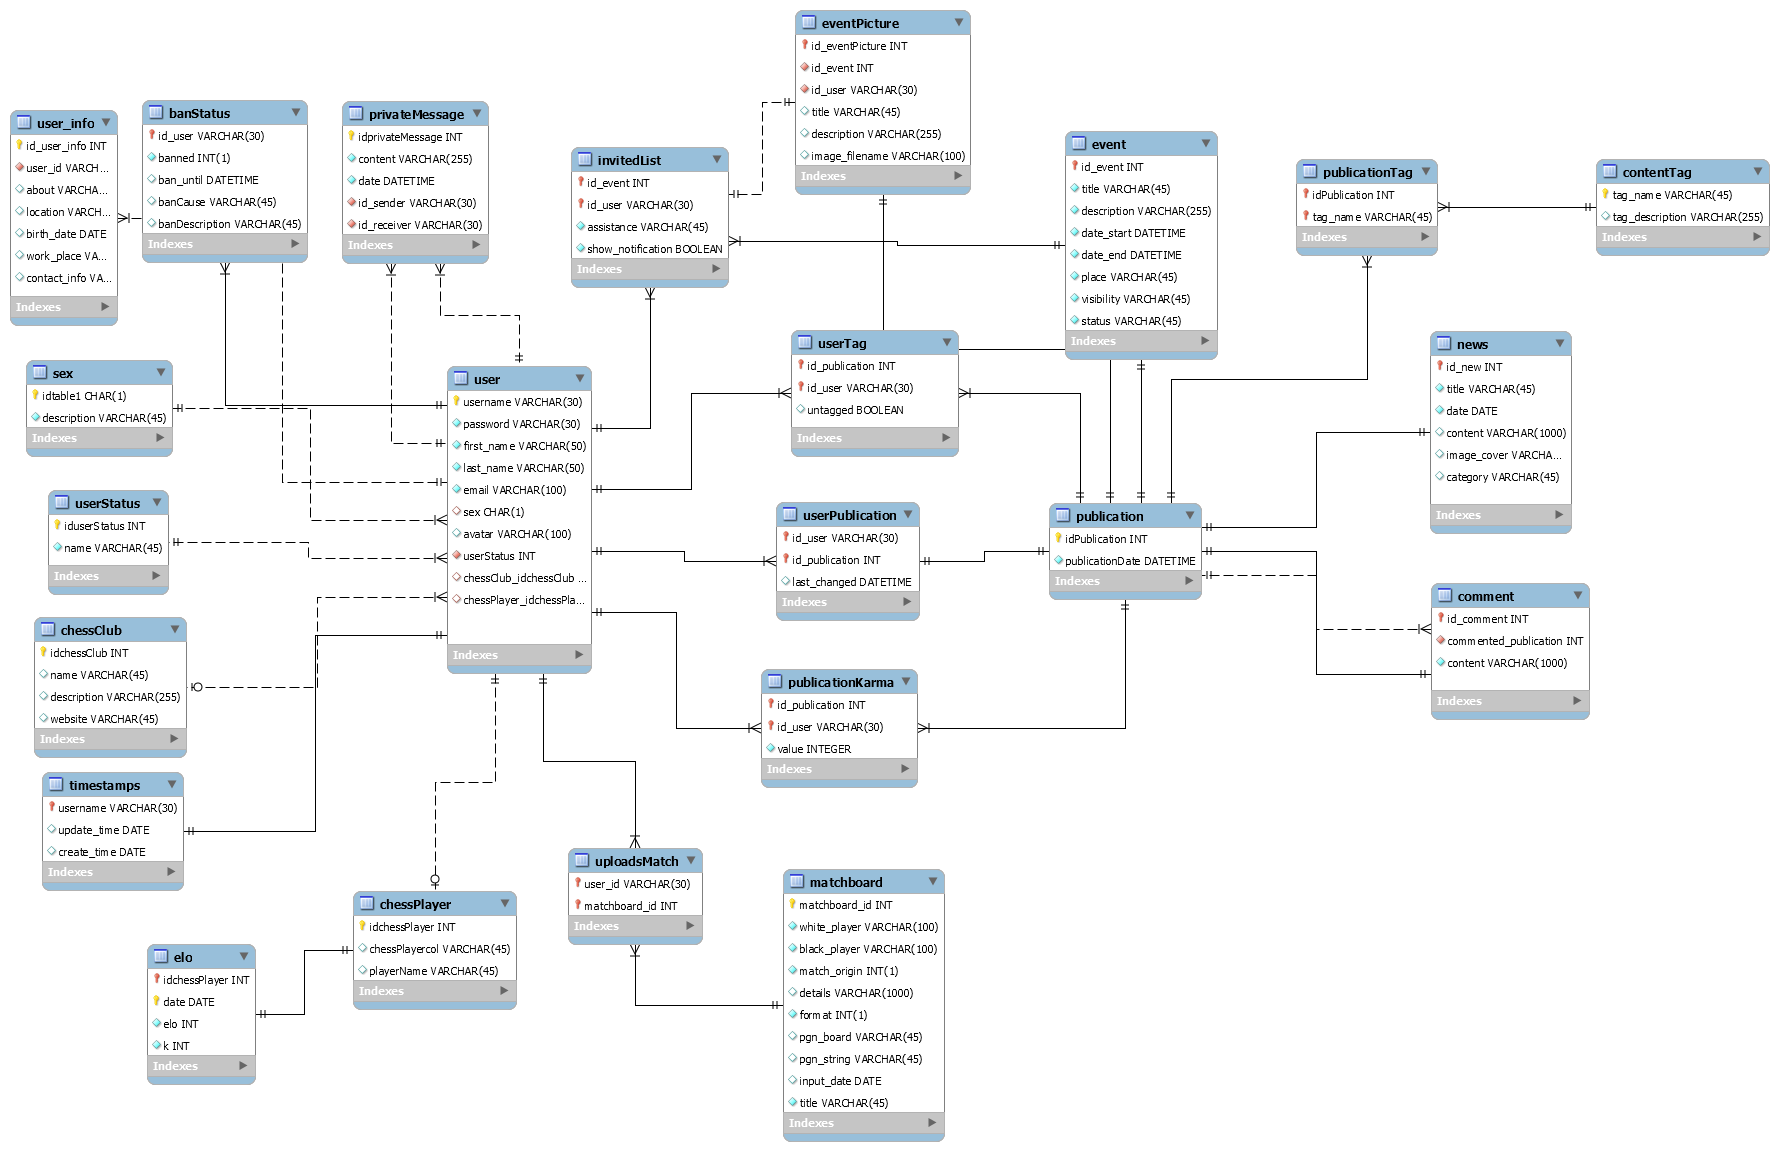 eventPicture
id_eventPicture INT
id_event INT
id_user VARCHAR(30)
title VARCHAR(45)
description VARCHAR(255)
image_filename VARCHAR(100)
Indexes
user_info
id_user_info INT
user_id VARCH...
about VARCHA...
location VARCH...
birth_date DATE
work_place VA...
contact_info VA...
Indexes
banStatus
id_user VARCHAR(30)
banned INT(1)
ban_until DATETIME
banCause VARCHAR(45)
banDescription VARCHAR(45)
Indexes
privateMessage
idprivateMessage INT
content VARCHAR(255)
date DATETIME
id_sender VARCHAR(30)
id_receiver VARCHAR(30)
Indexes
invitedList
id_event INT
id_user VARCHAR(30)
assistance VARCHAR(45)
show_notification BOOLEAN
Indexes
event
id_event INT
title VARCHAR(45)
description VARCHAR(255)
date_start DATETIME
date_end DATETIME
place VARCHAR(45)
visibility VARCHAR(45)
status VARCHAR(45)
Indexes
publicationTag
idPublication INT
tag_name VARCHAR(45)
Indexes
contentTag
tag_name VARCHAR(45)
tag_description VARCHAR(255)
Indexes
sex
idtable1 CHAR(1)
description VARCHAR(45)
Indexes
user
username VARCHAR(30)
password VARCHAR(30)
first_name VARCHAR(50)
last_name VARCHAR(50)
email VARCHAR(100)
sex CHAR(1)
avatar VARCHAR(100)
userStatus INT
chessClub_idchessClub ...
chessPlayer_idchessPla...
Indexes
userTag
id_publication INT
id_user VARCHAR(30)
untagged BOOLEAN
Indexes
news
id_new INT
title VARCHAR(45)
date DATE
content VARCHAR(1000)
image_cover VARCHA...
category VARCHAR(45)
Indexes
userStatus
iduserStatus INT
name VARCHAR(45)
Indexes
userPublication
id_user VARCHAR(30)
id_publication INT
last_changed DATETIME
Indexes
publication
idPublication INT
publicationDate DATETIME
Indexes
comment
id_comment INT
commented_publication INT
content VARCHAR(1000)
Indexes
chessClub
idchessClub INT
name VARCHAR(45)
description VARCHAR(255)
website VARCHAR(45)
Indexes
publicationKarma
id_publication INT
id_user VARCHAR(30)
value INTEGER
Indexes
timestamps
username VARCHAR(30)
update_time DATE
create_time DATE
Indexes
uploadsMatch
user_id VARCHAR(30)
matchboard_id INT
Indexes
matchboard
matchboard_id INT
white_player VARCHAR(100)
black_player VARCHAR(100)
match_origin INT(1)
details VARCHAR(1000)
format INT(1)
pgn_board VARCHAR(45)
pgn_string VARCHAR(45)
input_date DATE
title VARCHAR(45)
Indexes
chessPlayer
idchessPlayer INT
chessPlayercol VARCHAR(45)
playerName VARCHAR(45)
Indexes
elo
idchessPlayer INT
date DATE
elo INT
k INT
Indexes